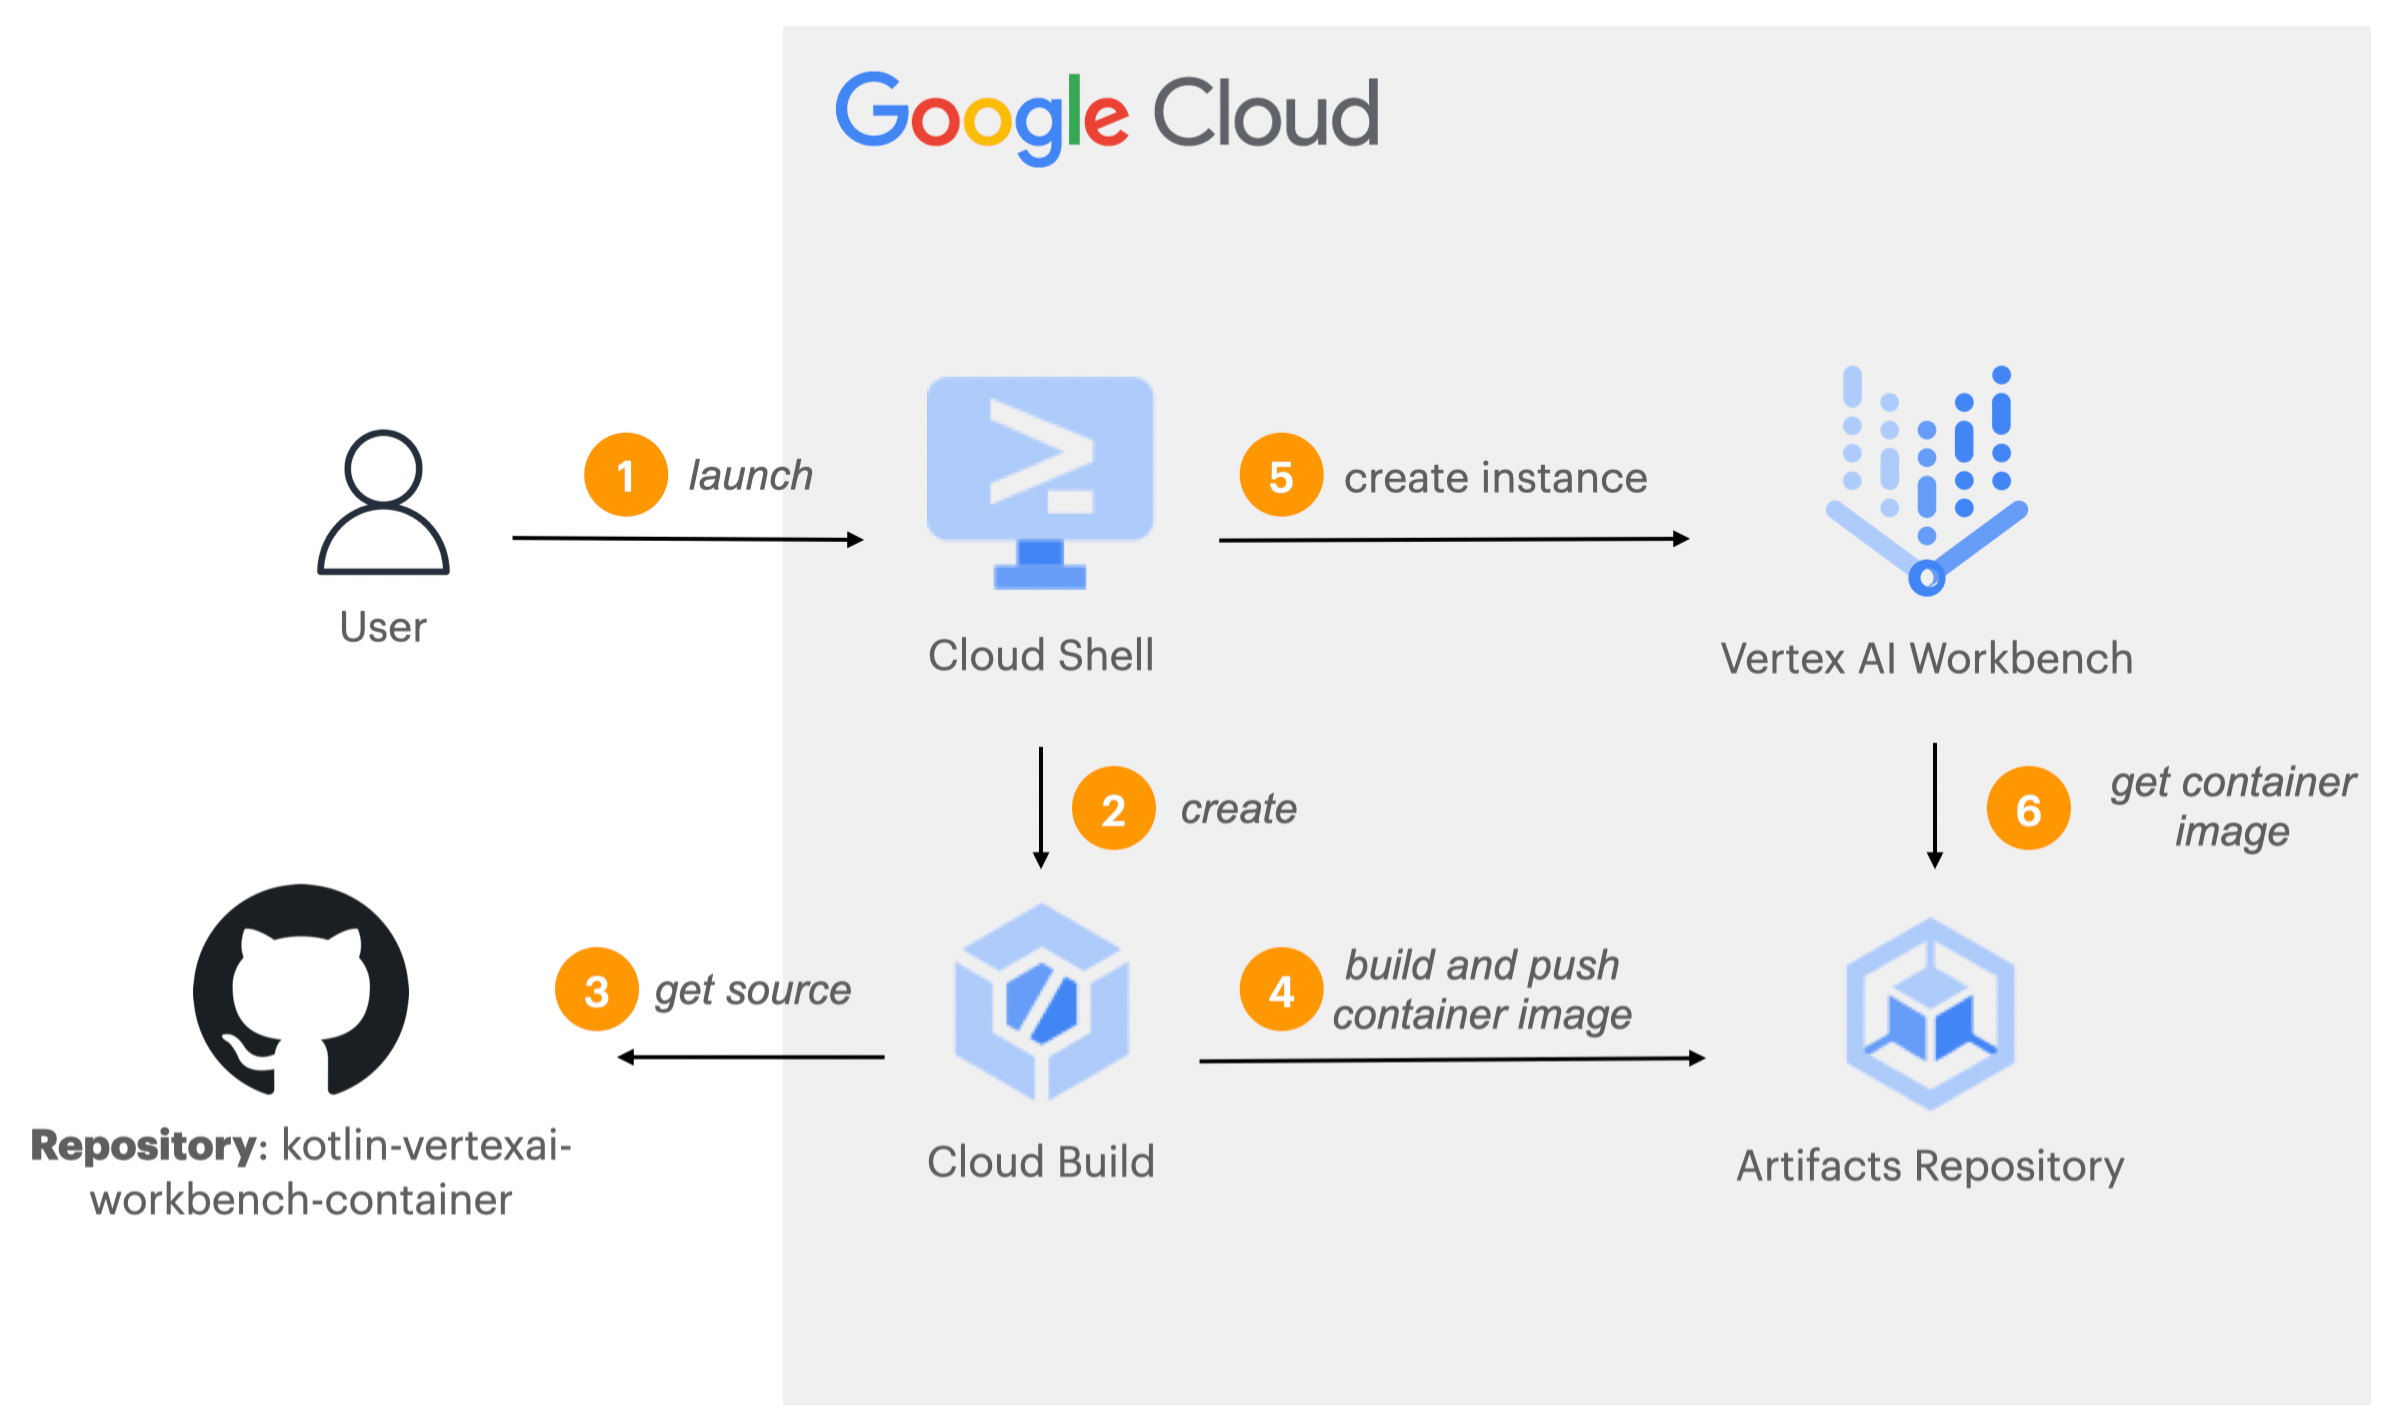 Google Cloud
1 launch
5 create instance
User
Cloud Shell
Vertex AI Workbench
2 create
6 get container
image
3 get source
4 build and push
container image
Repository: kotlin-vertexai-
workbench-container
Cloud Build
Artifacts Repository